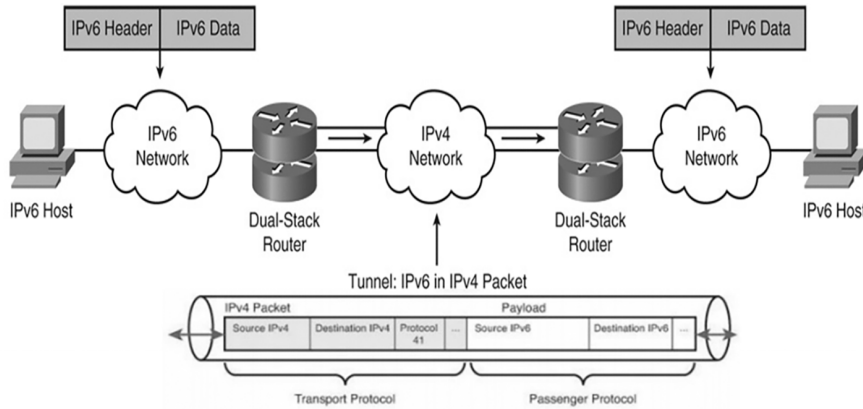 IPv6 Header IPv6 Data
IPv6 Header IPv6 Data
IPv6
Network
IPv4
Network
IPv6
Network
IPv6 Host
Dual-Stack
Router
Dual-Stack
Router
IPv6 Host
Tunnel: IPv6 in IPv4 Packet
IPv4 Packet Payload
Source IPv4 Destination IPv4 Protocol
41 ... Source IPv6 Destination IPv6 ...
Transport Protocol Passenger Protocol